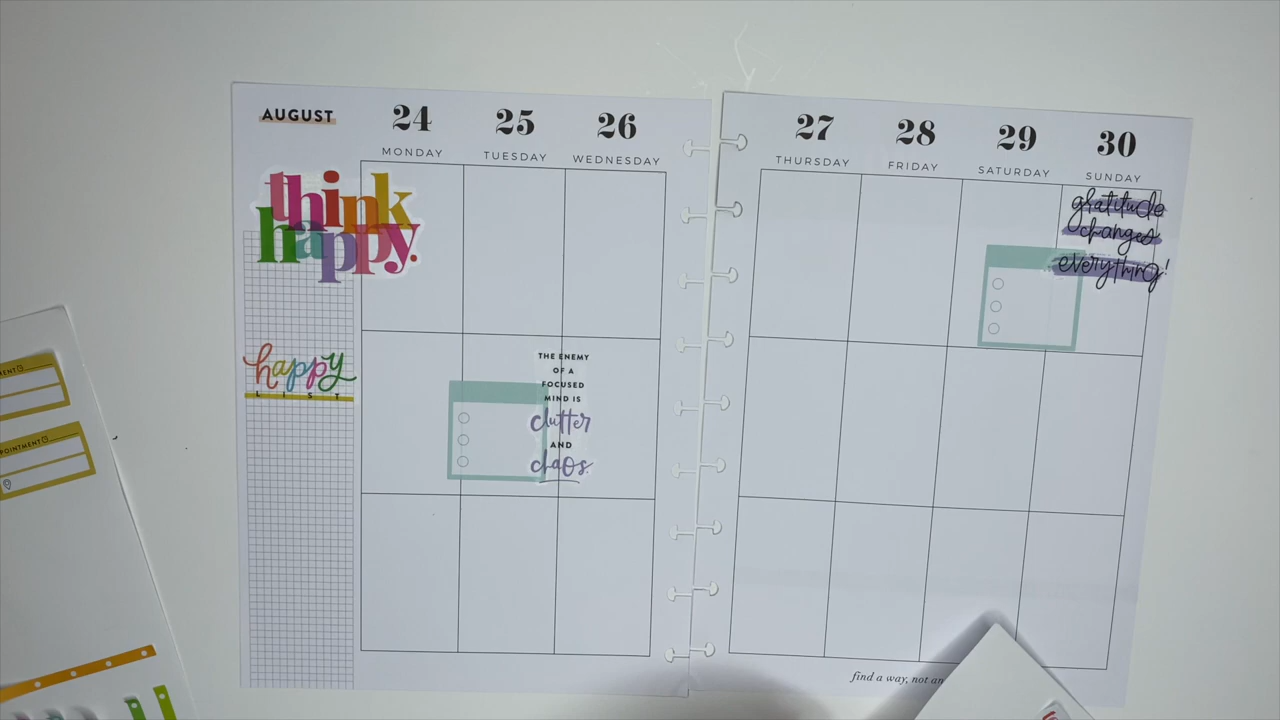 AUGUST
24
25
26
27
28
29
30
MONDAY
TUESDAY
WEDNESDAY
THURSDAY
FRIDAY
SATURDAY
SUNDAY
think
happy.
gratitude
changes
everything!
happy
LIST
THE ENEMY
OF A
FOCUSED
MIND IS
clutter
AND
chaos.
find a way, not an